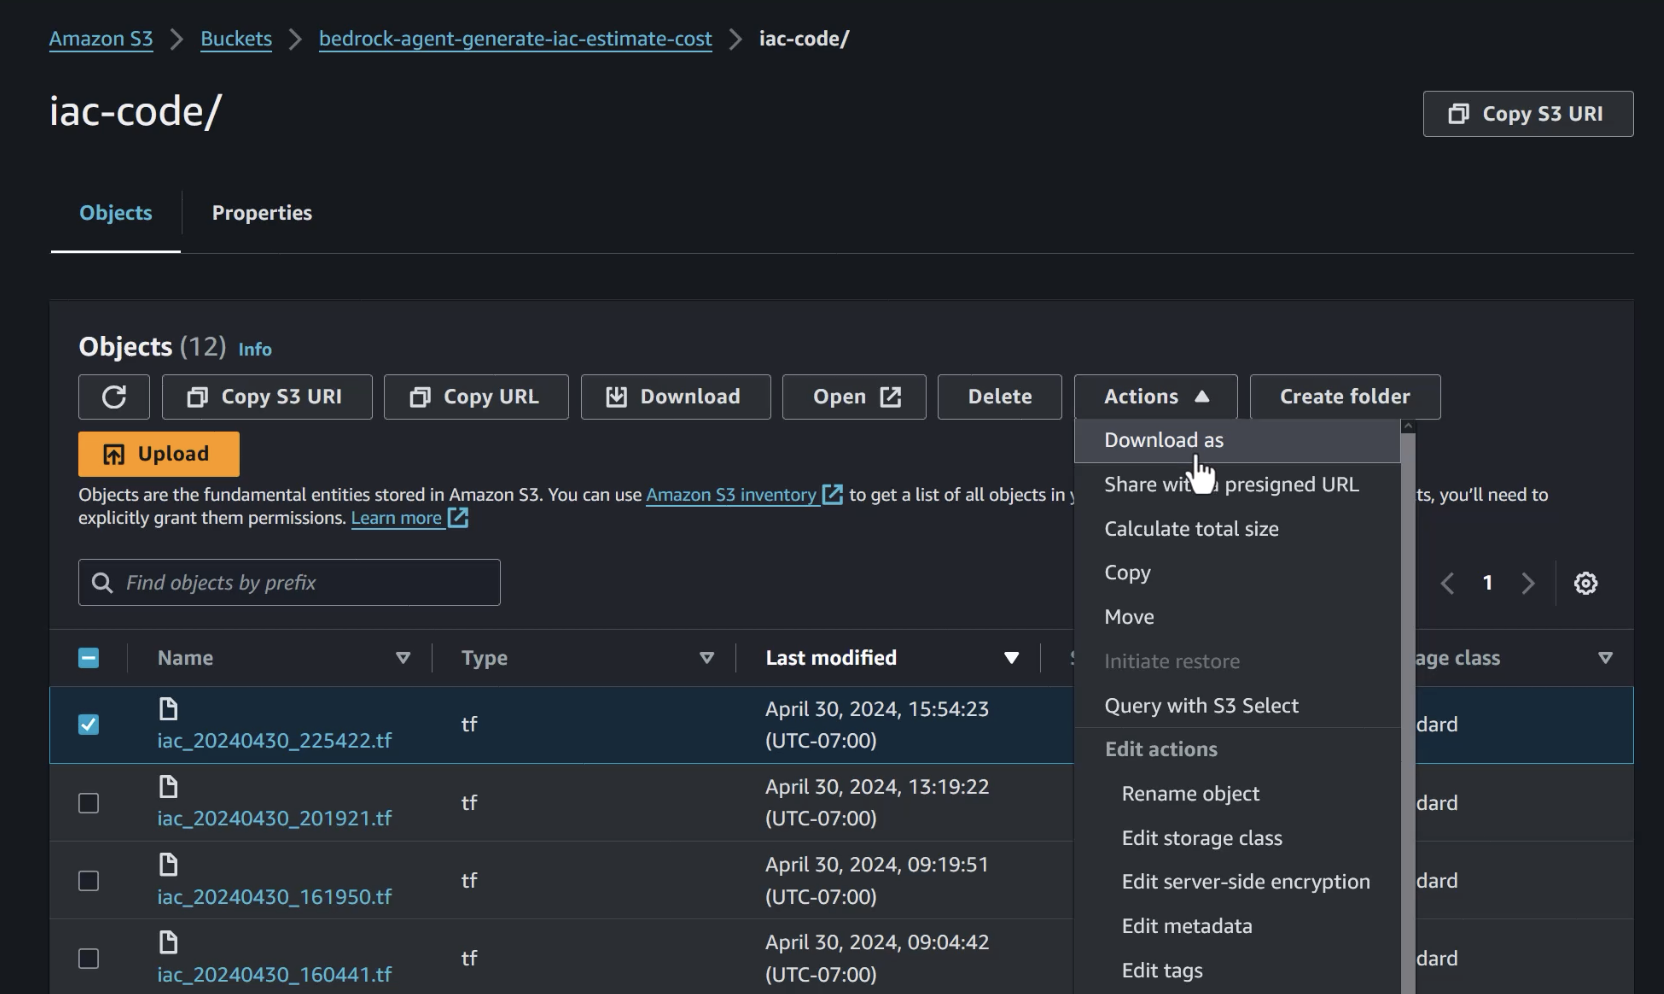 Amazon S3 > Buckets > bedrock-agent-generate-iac-estimate-cost > iac-code/
iac-code/
Copy S3 URI
Objects Properties
Objects (12) Info
Copy S3 URI Copy URL Download Open Delete Actions Create folder
Upload
Download as
Share with a presigned URL
Calculate total size
Copy
Move
Initiate restore
Query with S3 Select
Edit actions
Rename object
Edit storage class
Edit server-side encryption
Edit metadata
Edit tags
Objects are the fundamental entities stored in Amazon S3. You can use Amazon S3 inventory to get a list of all objects in ts, you'll need to
explicitly grant them permissions. Learn more
Find objects by prefix
1
Name Type Last modified age class
iac_20240430_225422.tf tf April 30, 2024, 15:54:23 dard
(UTC-07:00)
iac_20240430_201921.tf tf April 30, 2024, 13:19:22 dard
(UTC-07:00)
iac_20240430_161950.tf tf April 30, 2024, 09:19:51 dard
(UTC-07:00)
iac_20240430_160441.tf tf April 30, 2024, 09:04:42 dard
(UTC-07:00)